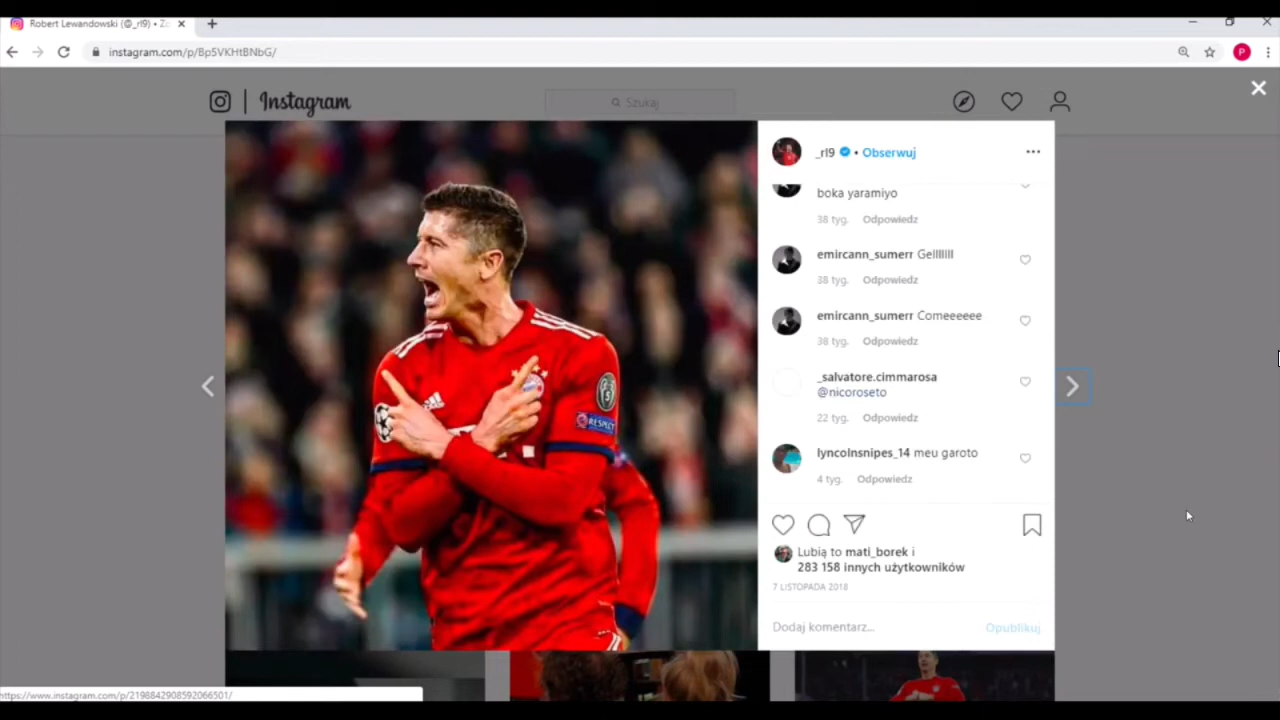 Robert Lewandowski (@_rl9) •
instagram.com/p/Bp5VKHtBNbG/
P
Instagram
Szukaj
_rl9 • Obserwuj
boka yaramiyo
38 tyg. Odpowiedz
emircann_sumerr Gelllllll
38 tyg. Odpowiedz
emircann_sumerr Comeeeeee
38 tyg. Odpowiedz
_salvatore.cimmarosa
@nicoroseto
22 tyg. Odpowiedz
lyncolnsnipes_14 meu garoto
4 tyg. Odpowiedz
RESPECT
5
Lubią to mati_borek i
283 158 innych użytkowników
7 LISTOPADA 2018
Dodaj komentarz... Opublikuj
https://www.instagram.com/p/2198842908592066501/